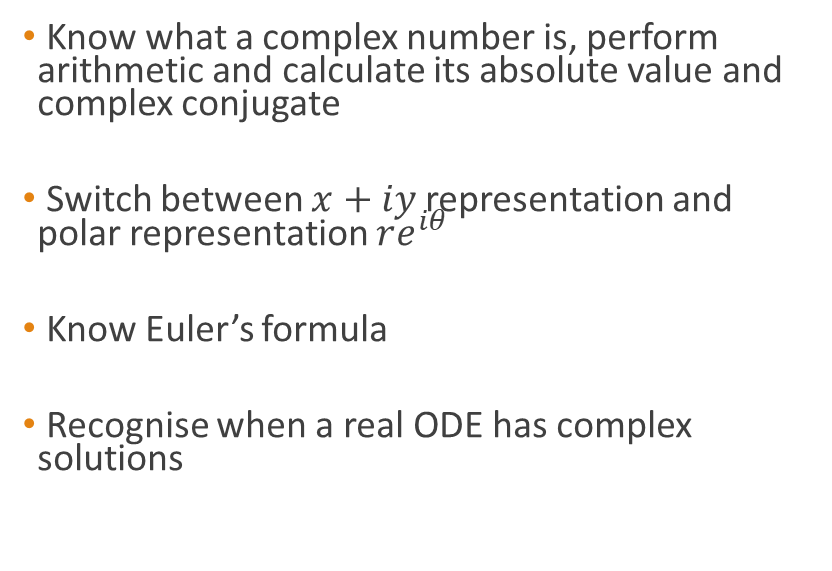 • Know what a complex number is, perform
arithmetic and calculate its absolute value and
complex conjugate
• Switch between x + iy representation and
polar representation re^{iθ}
• Know Euler’s formula
• Recognise when a real ODE has complex
solutions